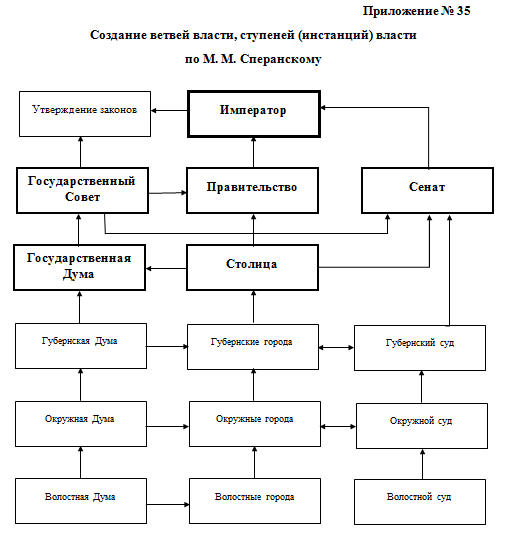 Приложение № 35
Создание ветвей власти, ступеней (инстанций) власти
по М. М. Сперанскому
Утверждение законов
Император
Государственный
Совет
Правительство
Сенат
Государственная
Дума
Столица
Губернская Дума
Губернские города
Губернский суд
Окружная Дума
Окружные города
Окружной суд
Волостная Дума
Волостные города
Волостной суд